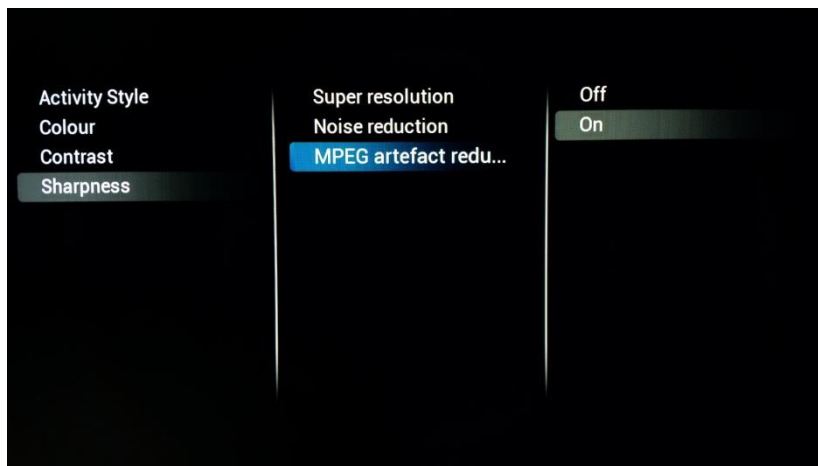 Activity Style
Colour
Contrast
Sharpness
Super resolution
Noise reduction
MPEG artefact redu...
Off
On